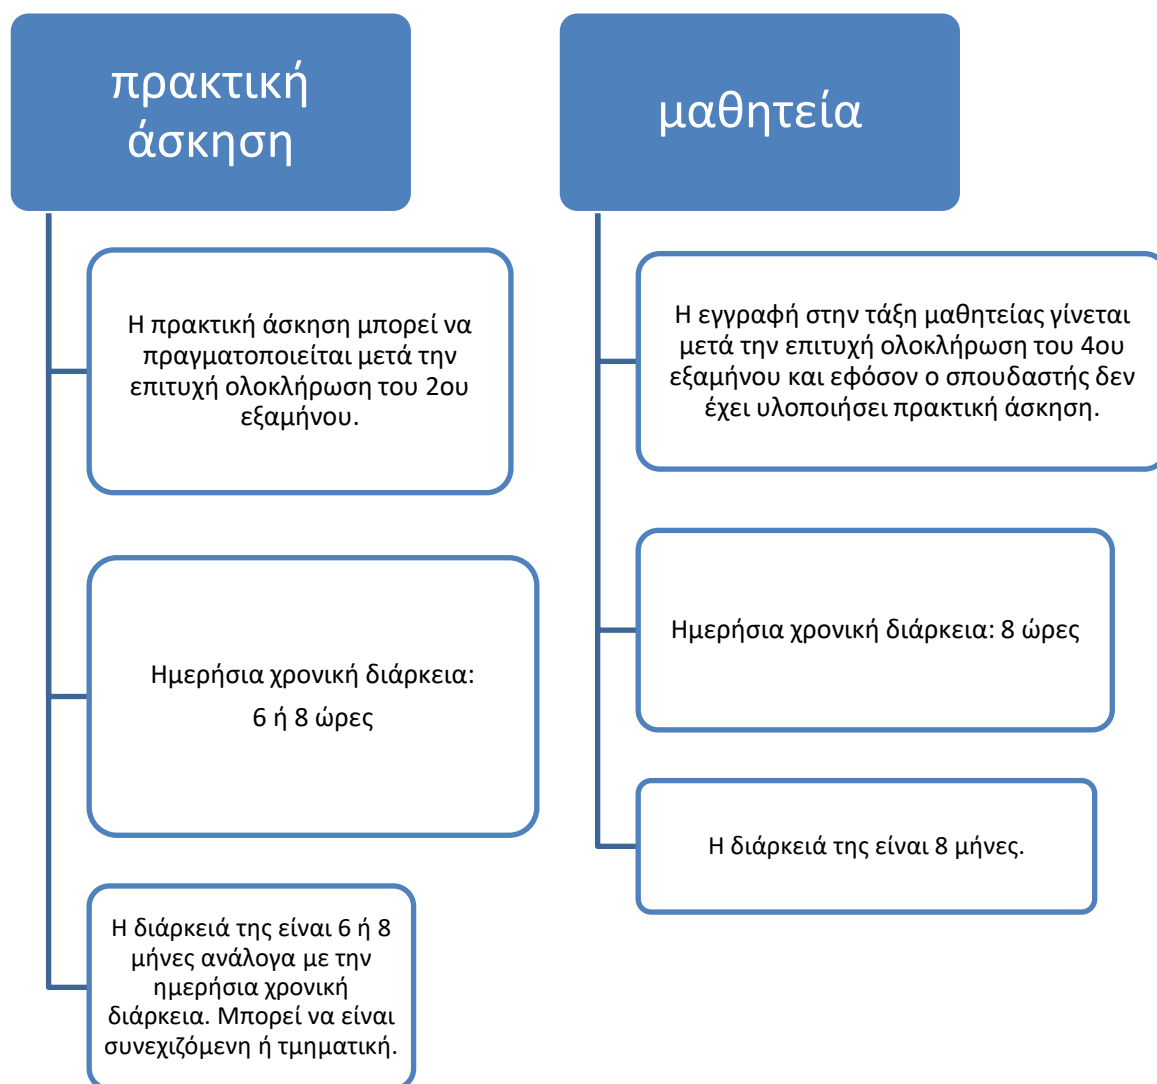 πρακτική
άσκηση
Η πρακτική άσκηση μπορεί να
πραγματοποιείται μετά την
επιτυχή ολοκλήρωση του 2ου
εξαμήνου.
Ημερήσια χρονική διάρκεια:
6 ή 8 ώρες
Η διάρκειά της είναι 6 ή 8
μήνες ανάλογα με την
ημερήσια χρονική
διάρκεια. Μπορεί να είναι
συνεχιζόμενη ή τμηματική.
μαθητεία
Η εγγραφή στην τάξη μαθητείας γίνεται
μετά την επιτυχή ολοκλήρωση του 4ου
εξαμήνου και εφόσον ο σπουδαστής δεν
έχει υλοποιήσει πρακτική άσκηση.
Ημερήσια χρονική διάρκεια: 8 ώρες
Η διάρκειά της είναι 8 μήνες.